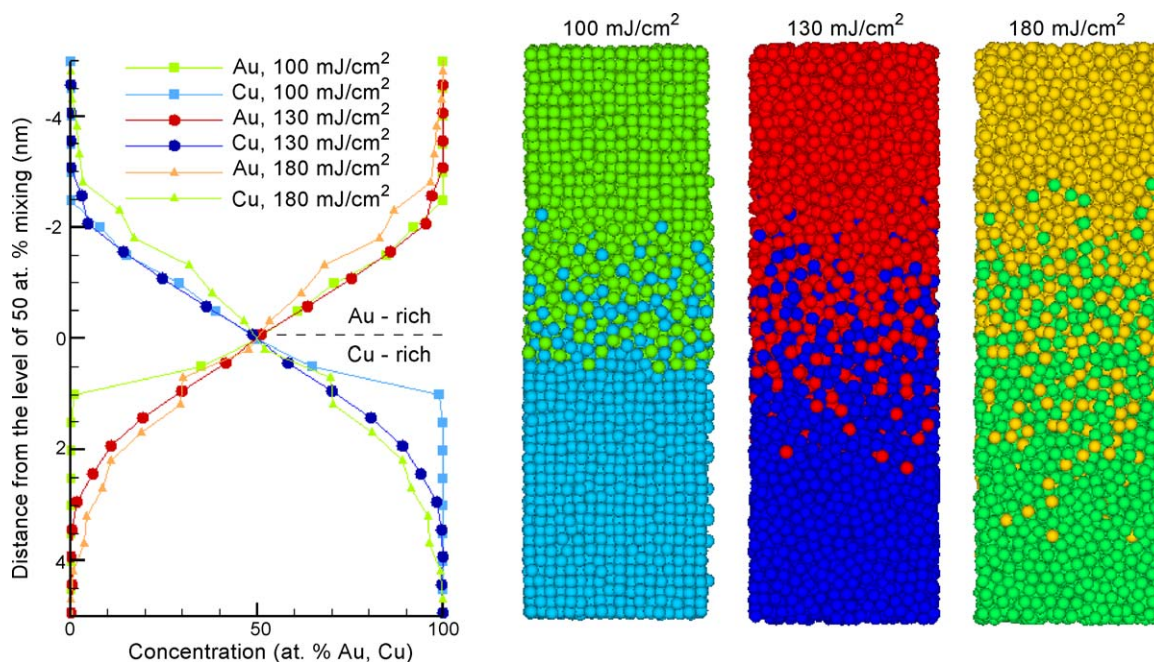 100 mJ/cm²
130 mJ/cm²
180 mJ/cm²
Au, 100 mJ/cm²
Cu, 100 mJ/cm²
Au, 130 mJ/cm²
Cu, 130 mJ/cm²
Au, 180 mJ/cm²
Cu, 180 mJ/cm²
Distance from the level of 50 at. % mixing (nm)
-4
-2
0
2
4
Au - rich
Cu - rich
0
50
100
Concentration (at. % Au, Cu)